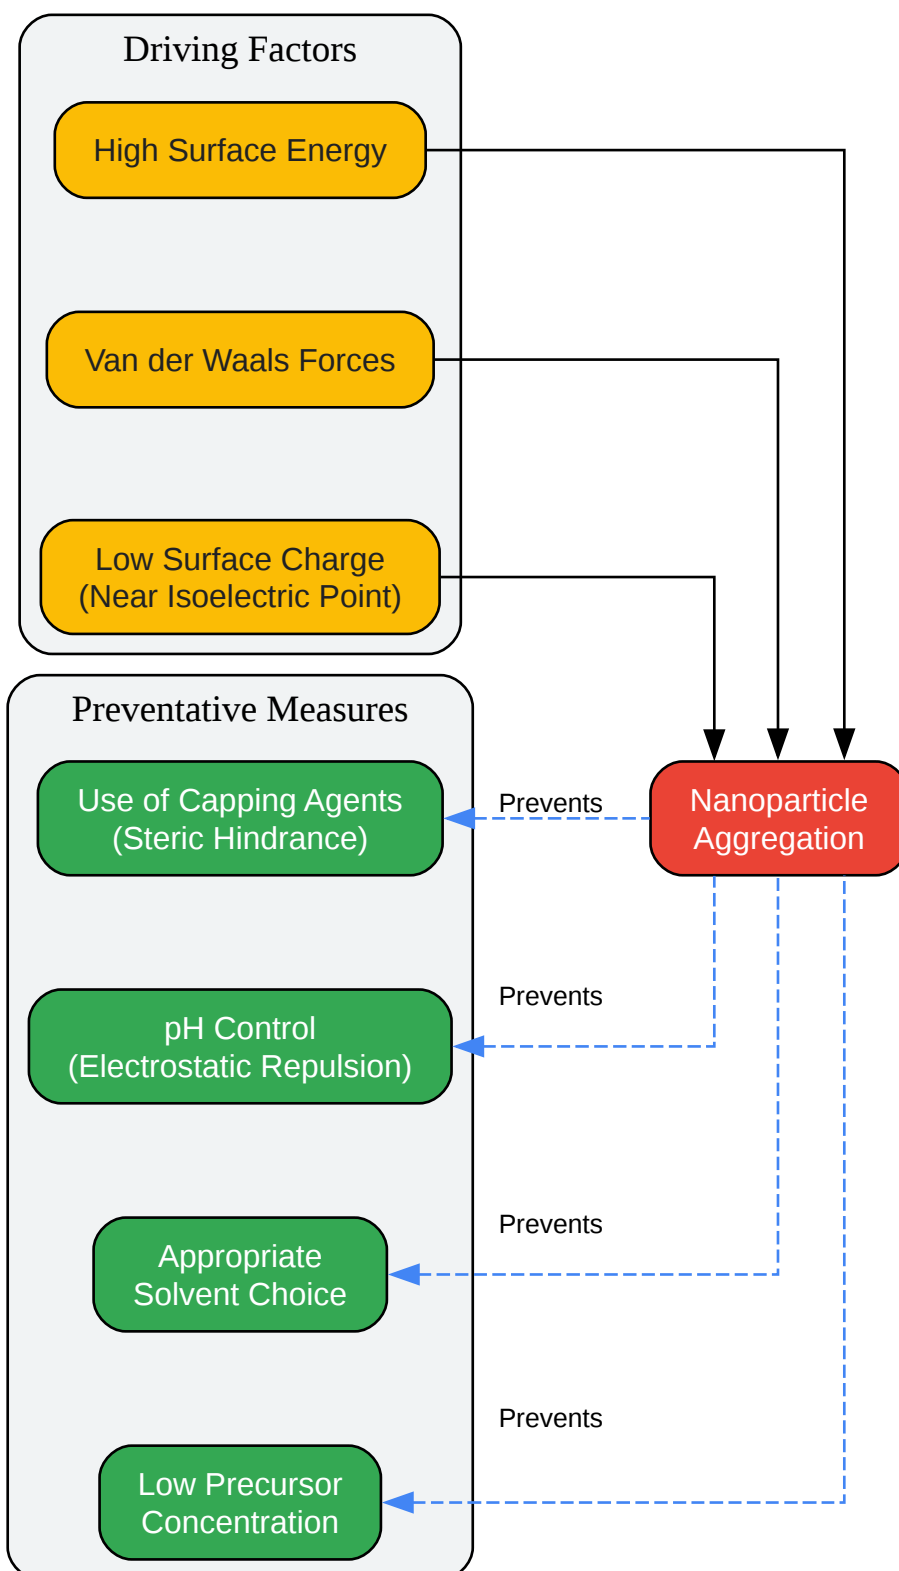 Driving Factors
High Surface Energy
Van der Waals Forces
Low Surface Charge
(Near Isoelectric Point)
Preventative Measures
Use of Capping Agents
(Steric Hindrance)
Prevents
Nanoparticle
Aggregation
Prevents
pH Control
(Electrostatic Repulsion)
Prevents
Appropriate
Solvent Choice
Prevents
Low Precursor
Concentration